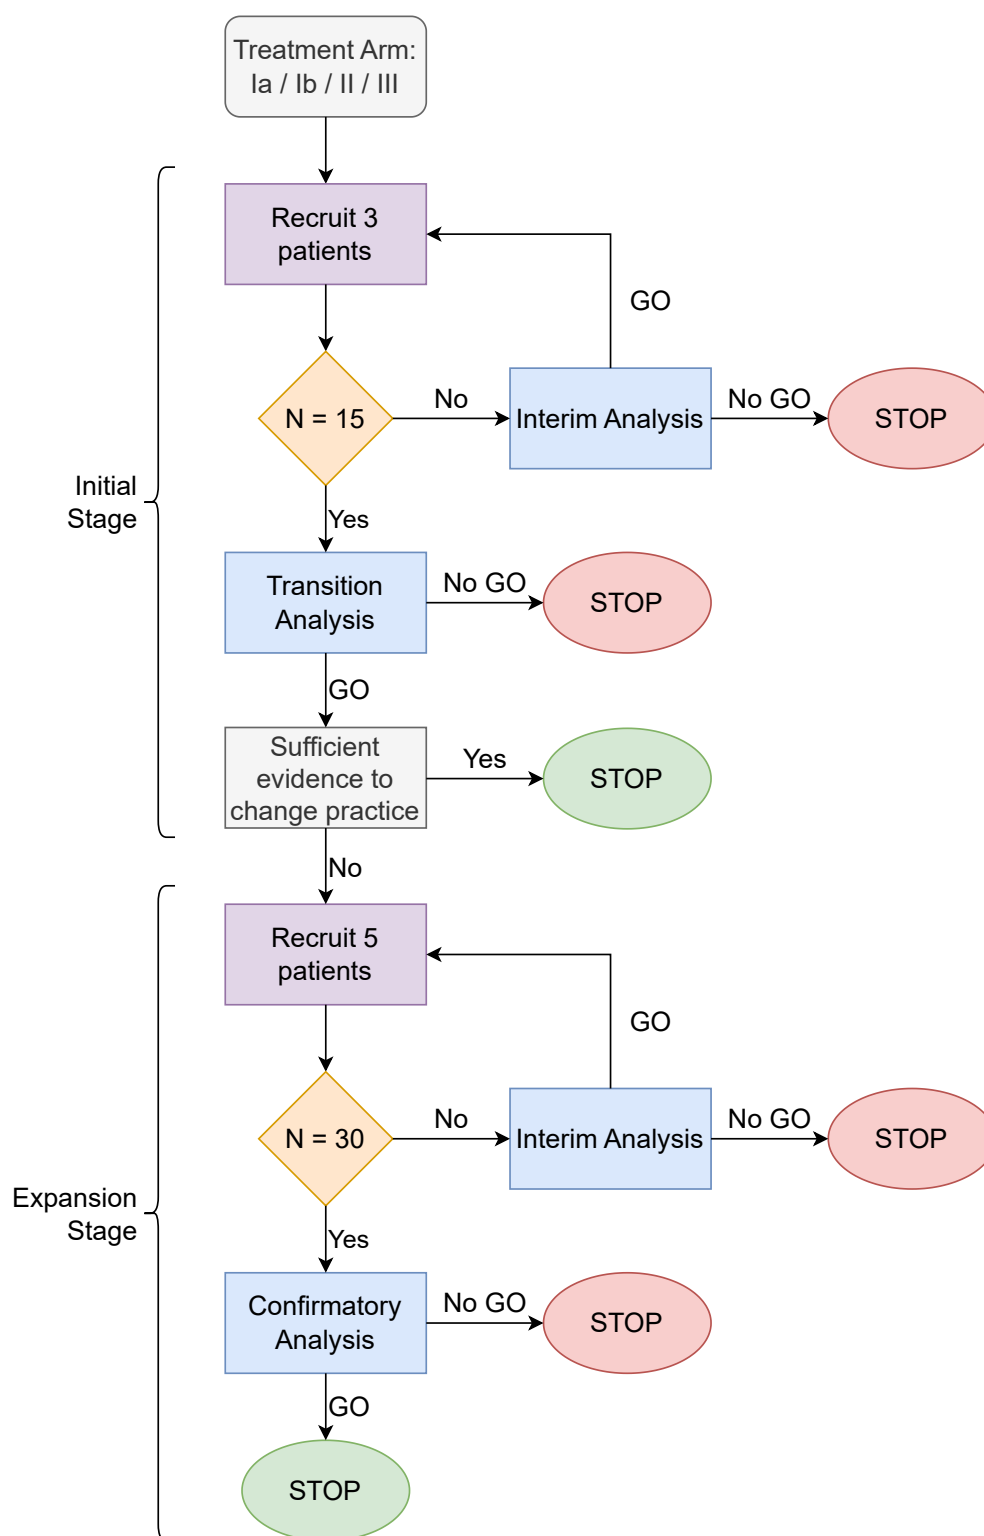 Treatment Arm:
Ia / Ib / II / III
Recruit 3
patients
GO
N = 15
No
Interim Analysis
No GO
STOP
Initial
Stage
Yes
Transition
Analysis
No GO
STOP
GO
Sufficient
evidence to
change practice
Yes
STOP
No
Recruit 5
patients
GO
N = 30
No
Interim Analysis
No GO
STOP
Expansion
Stage
Yes
Confirmatory
Analysis
No GO
STOP
GO
STOP